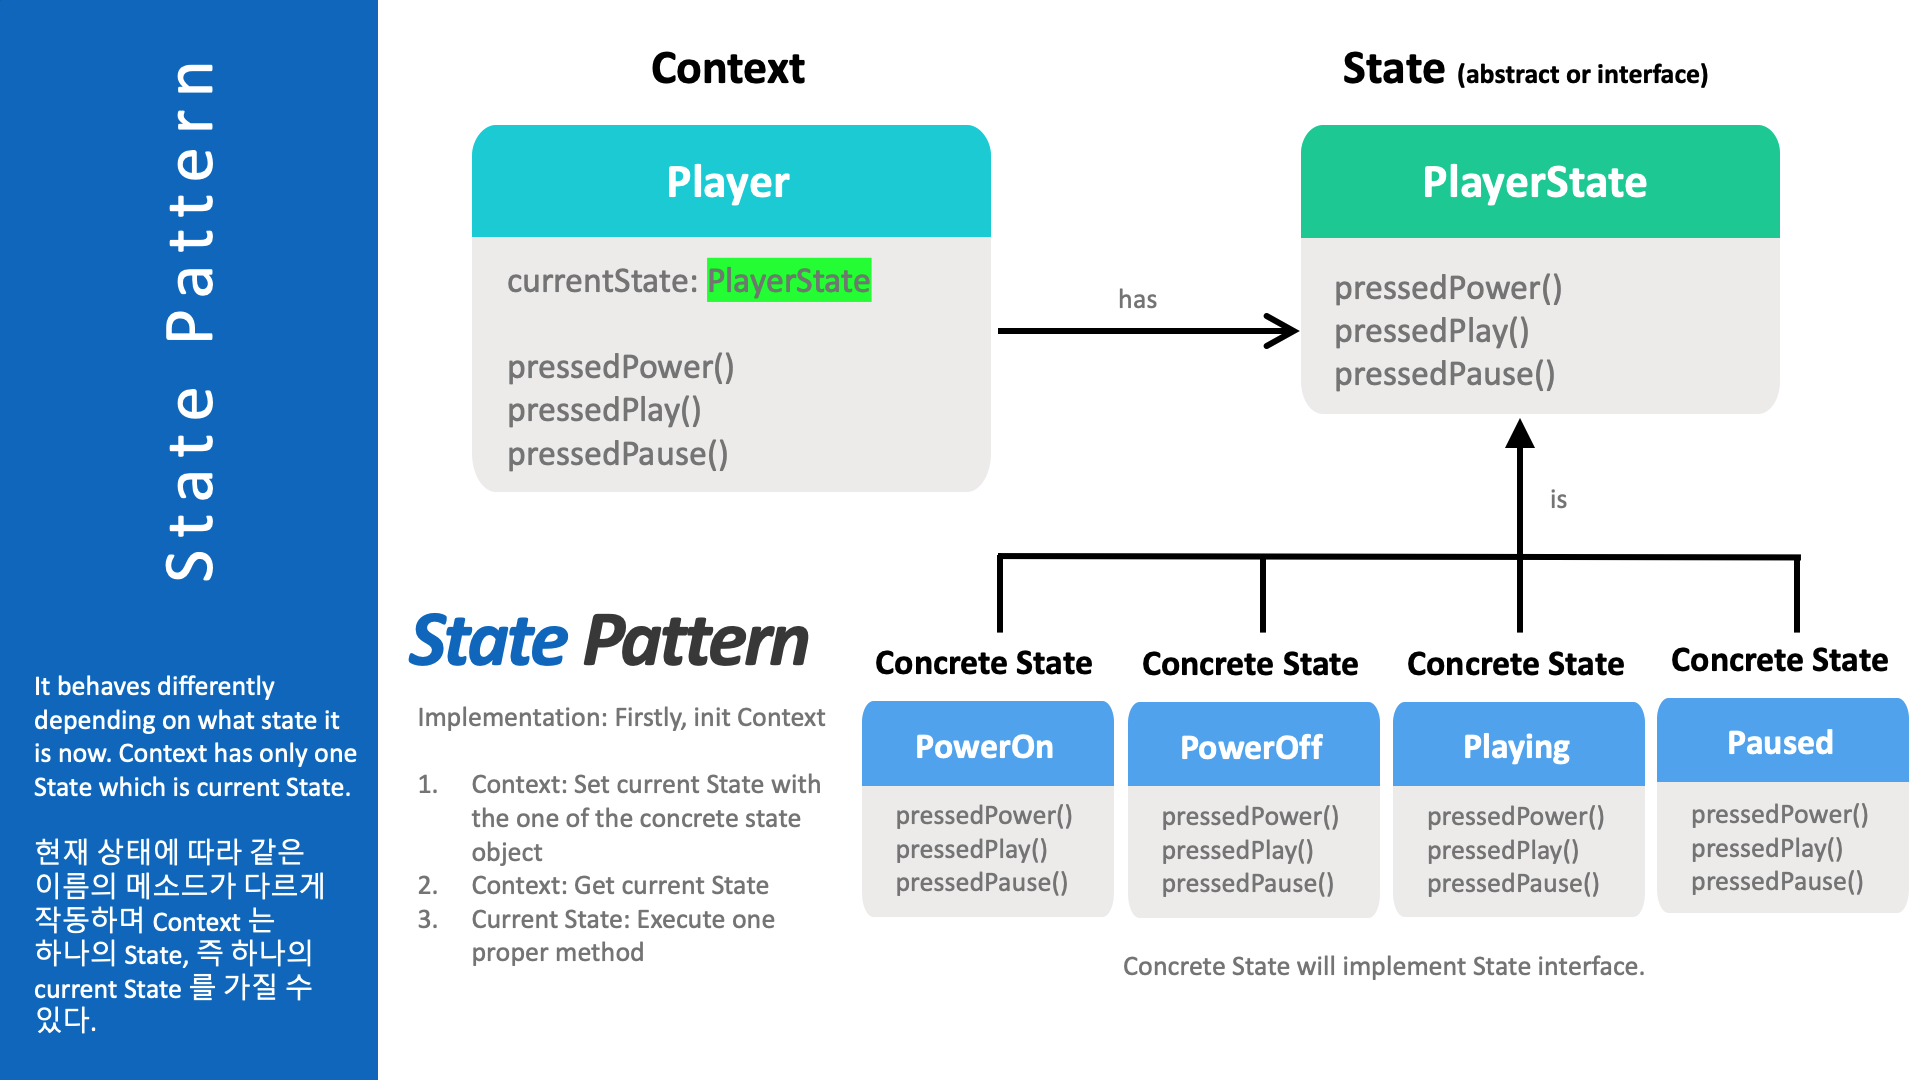 State Pattern
It behaves differently
depending on what state it
is now. Context has only one
State which is current State.
현재 상태에 따라 같은
이름의 메소드가 다르게
작동하며 Context 는
하나의 State, 즉 하나의
current State 를 가질 수
있다.
Context
Player
currentState: PlayerState
pressedPower()
pressedPlay()
pressedPause()
has
State (abstract or interface)
PlayerState
pressedPower()
pressedPlay()
pressedPause()
is
State Pattern
Implementation: Firstly, init Context
1. Context: Set current State with
the one of the concrete state
object
2. Context: Get current State
3. Current State: Execute one
proper method
Concrete State
PowerOn
pressedPower()
pressedPlay()
pressedPause()
Concrete State
PowerOff
pressedPower()
pressedPlay()
pressedPause()
Concrete State
Playing
pressedPower()
pressedPlay()
pressedPause()
Concrete State
Paused
pressedPower()
pressedPlay()
pressedPause()
Concrete State will implement State interface.